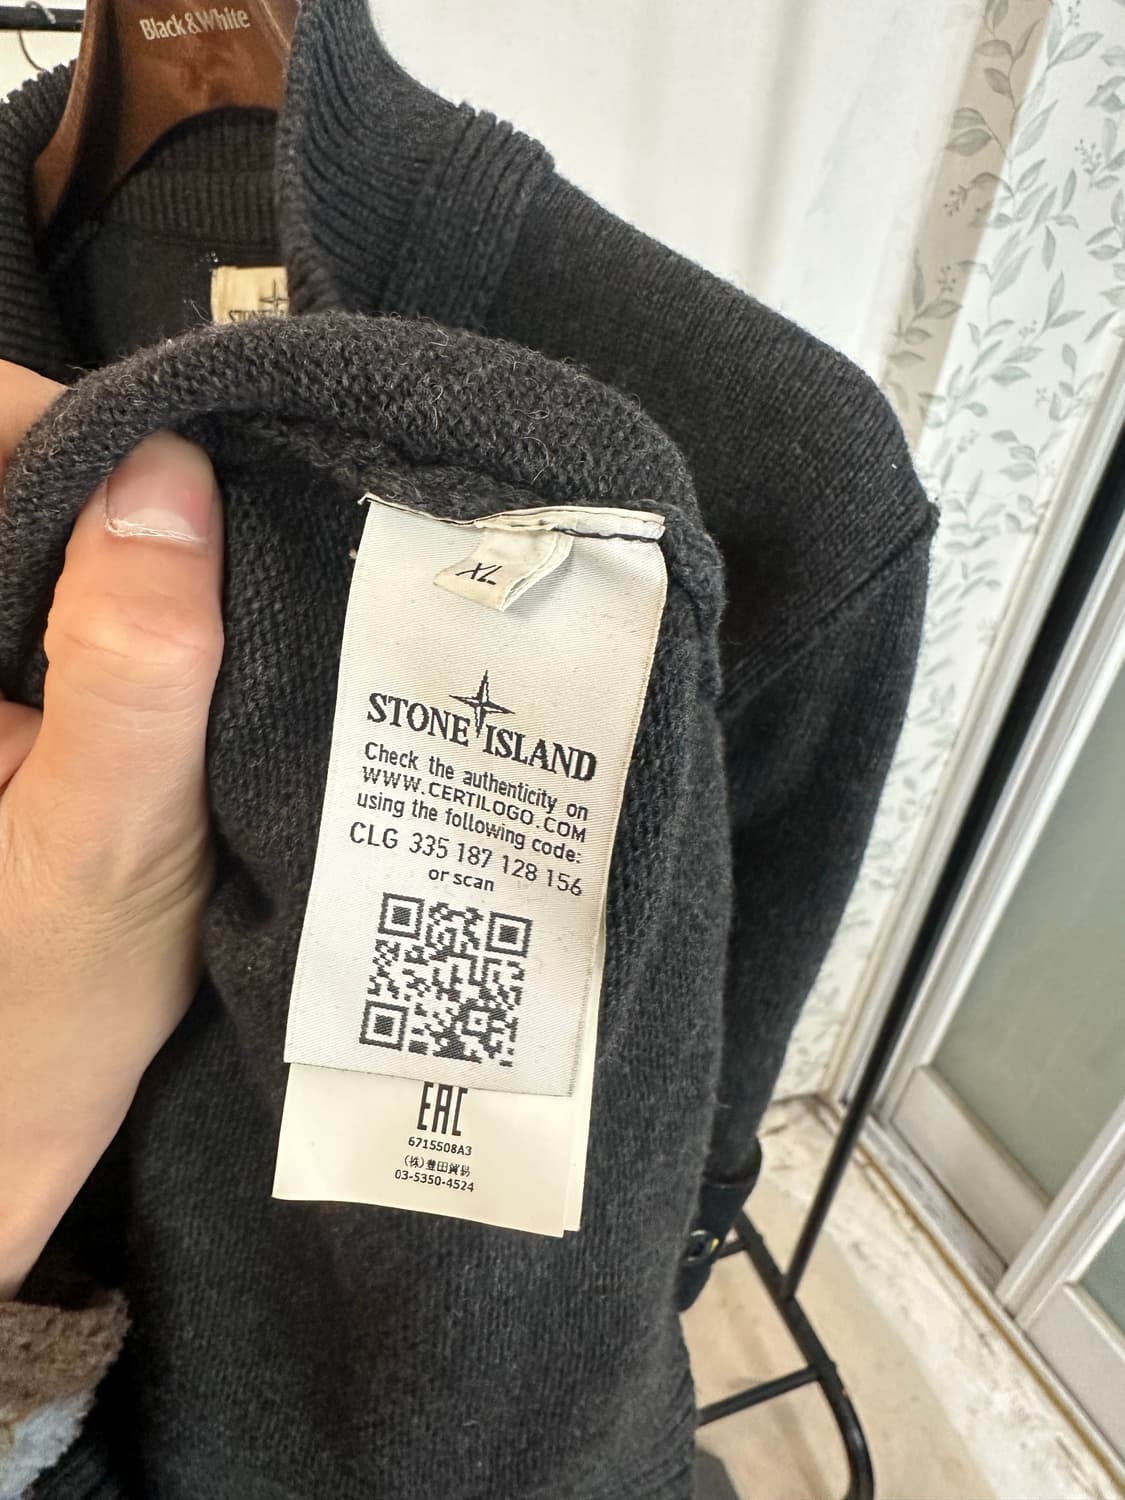 Black&White
STONE
XL
STONE ISLAND
Check the authenticity on
WWW.CERTILOGO.COM
using the following code:
CLG 335 187 128 156
or scan
EAC
6715508A3
(株)豊田貿易
03-5350-4524